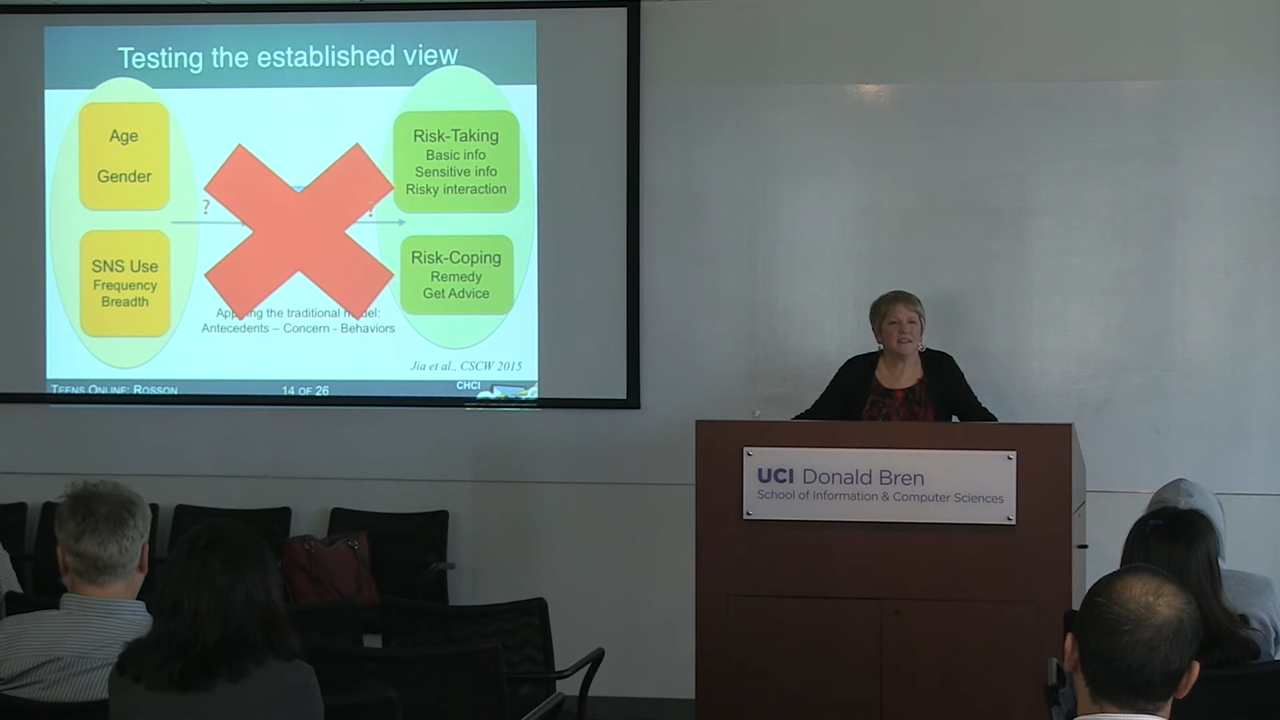 Testing the established view
Age
Gender
SNS Use
Frequency
Breadth
?
?
Risk-Taking
Basic info
Sensitive info
Risky interaction
Risk-Coping
Remedy
Get Advice
the traditional
Antecedents – Concern - Behaviors
Jia et al., CSCW 2015
TEENS ONLINE: ROSSON
14 OF 26
CHCI
UCI Donald Bren
School of Information & Computer Sciences